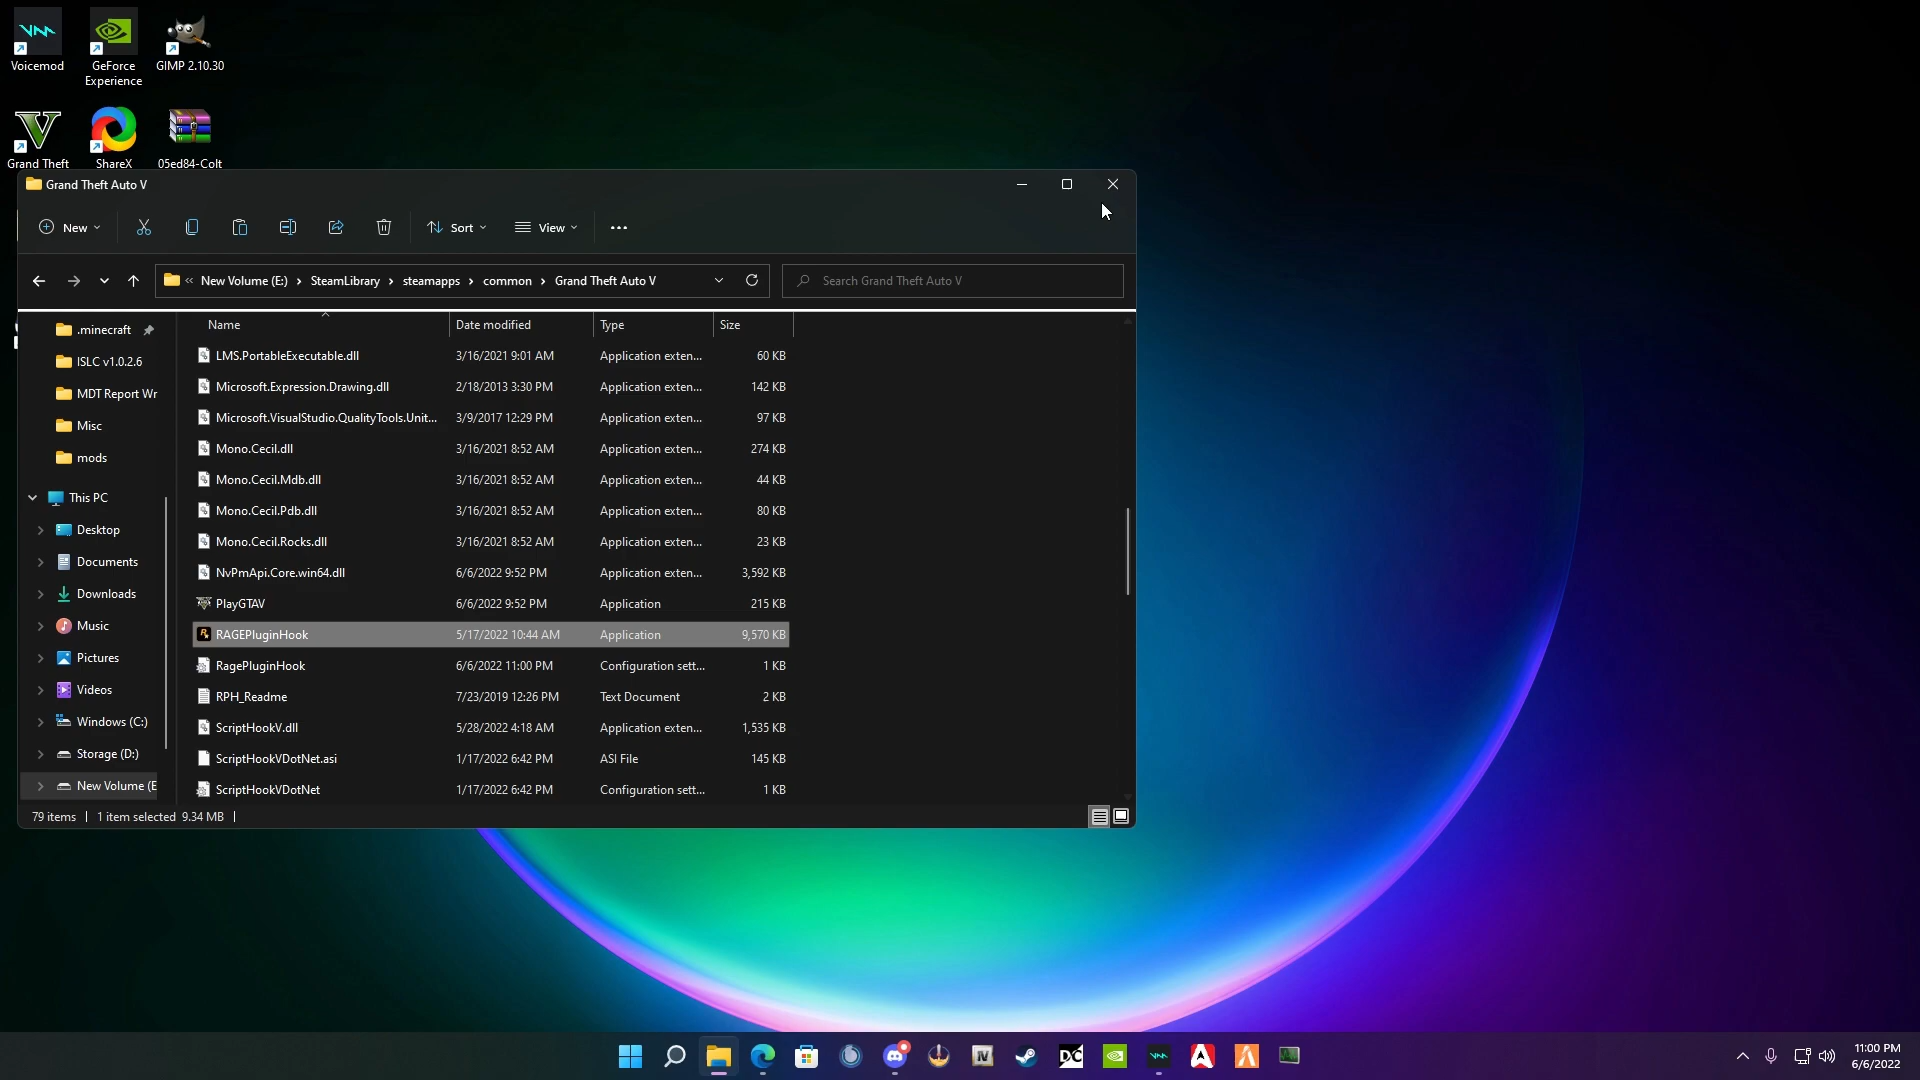 Voicemod
GeForce
Experience
GIMP 2.10.30
Grand Theft
ShareX
05ed84-Colt
Grand Theft Auto V
New
Sort
View
« New Volume (E:) › SteamLibrary › steamapps › common › Grand Theft Auto V
Search Grand Theft Auto V
Name Date modified Type Size
.minecraft
ISLC v1.0.2.6
MDT Report Wr
Misc
mods
This PC
Desktop
Documents
Downloads
Music
Pictures
Videos
Windows (C:)
Storage (D:)
New Volume (E
LMS.PortableExecutable.dll 3/16/2021 9:01 AM Application exten... 60 KB
Microsoft.Expression.Drawing.dll 2/18/2013 3:30 PM Application exten... 142 KB
Microsoft.VisualStudio.QualityTools.Unit... 3/9/2017 12:29 PM Application exten... 97 KB
Mono.Cecil.dll 3/16/2021 8:52 AM Application exten... 274 KB
Mono.Cecil.Mdb.dll 3/16/2021 8:52 AM Application exten... 44 KB
Mono.Cecil.Pdb.dll 3/16/2021 8:52 AM Application exten... 80 KB
Mono.Cecil.Rocks.dll 3/16/2021 8:52 AM Application exten... 23 KB
NvPmApi.Core.win64.dll 6/6/2022 9:52 PM Application exten... 3,592 KB
PlayGTAV 6/6/2022 9:52 PM Application 215 KB
RAGEPluginHook 5/17/2022 10:44 AM Application 9,570 KB
RagePluginHook 6/6/2022 11:00 PM Configuration sett... 1 KB
RPH_Readme 7/23/2019 12:26 PM Text Document 2 KB
ScriptHookV.dll 5/28/2022 4:18 AM Application exten... 1,535 KB
ScriptHookVDotNet.asi 1/17/2022 6:42 PM ASI File 145 KB
ScriptHookVDotNet 1/17/2022 6:42 PM Configuration sett... 1 KB
79 items | 1 item selected 9.34 MB |
IV
DC
11:00 PM
6/6/2022